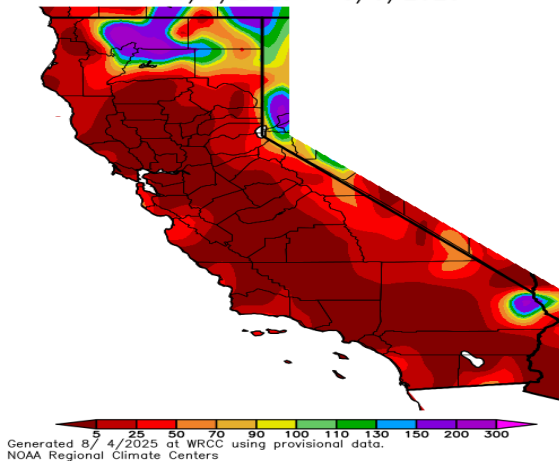 5 25 50 70 90 100 110 130 150 200 300
Generated 8/ 4/2025 at WRCC using provisional data.
NOAA Regional Climate Centers